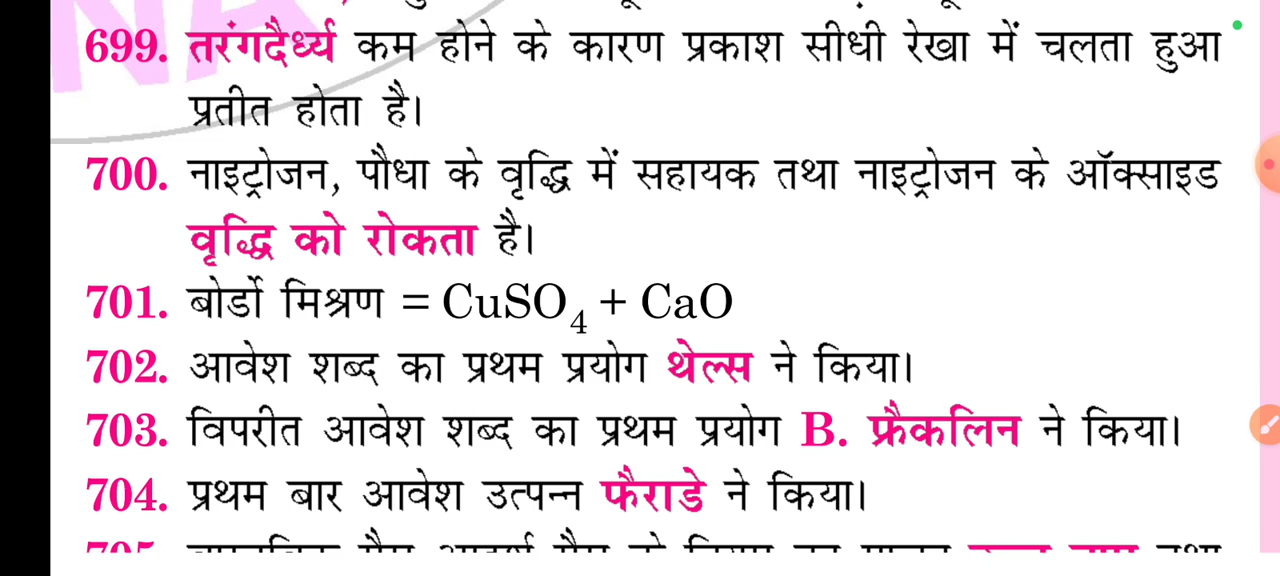 699. तरंगदैर्ध्य कम होने के कारण प्रकाश सीधी रेखा में चलता हुआ
प्रतीत होता है।
700. नाइट्रोजन, पौधा के वृद्धि में सहायक तथा नाइट्रोजन के ऑक्साइड
वृद्धि को रोकता है।
701. बोर्डो मिश्रण = CuSO₄ + CaO
702. आवेश शब्द का प्रथम प्रयोग थेल्स ने किया।
703. विपरीत आवेश शब्द का प्रथम प्रयोग B. फ्रैकलिन ने किया।
704. प्रथम बार आवेश उत्पन्न फैराडे ने किया।